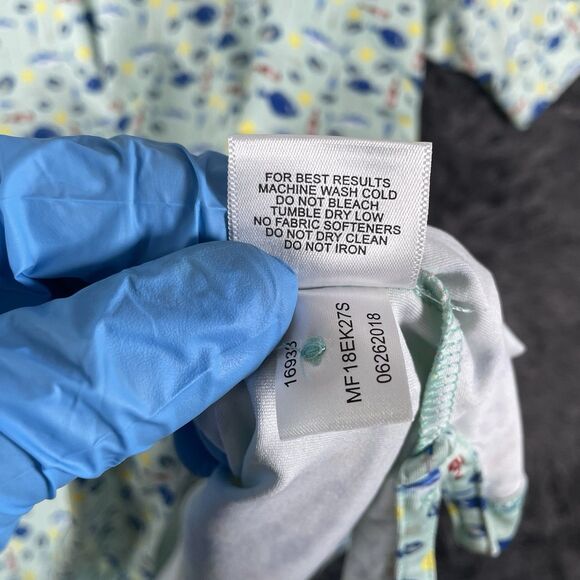 FOR BEST RESULTS
MACHINE WASH COLD
DO NOT BLEACH
TUMBLE DRY LOW
NO FABRIC SOFTENERS
DO NOT DRY CLEAN
DO NOT IRON
16933
MF18EK27S
06262018